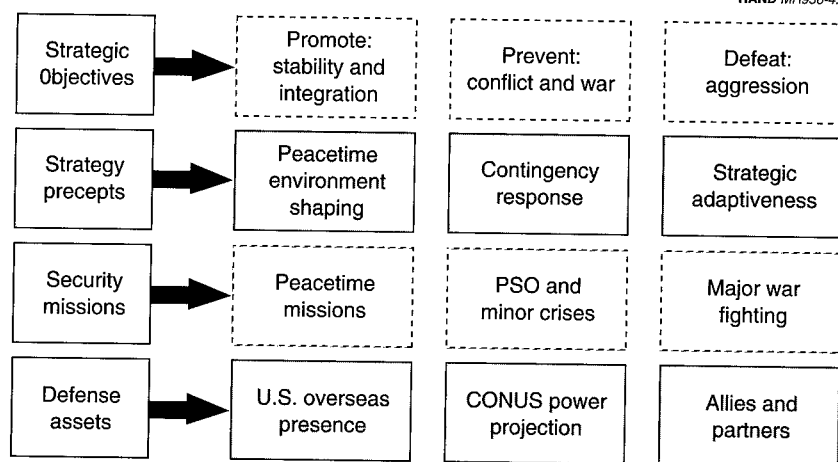 RAND
Strategic
Objectives
Promote:
stability and
integration
Prevent:
conflict and war
Defeat:
aggression
Strategy
precepts
Peacetime
environment
shaping
Contingency
response
Strategic
adaptiveness
Security
missions
Peacetime
missions
PSO and
minor crises
Major war
fighting
Defense
assets
U.S. overseas
presence
CONUS power
projection
Allies and
partners